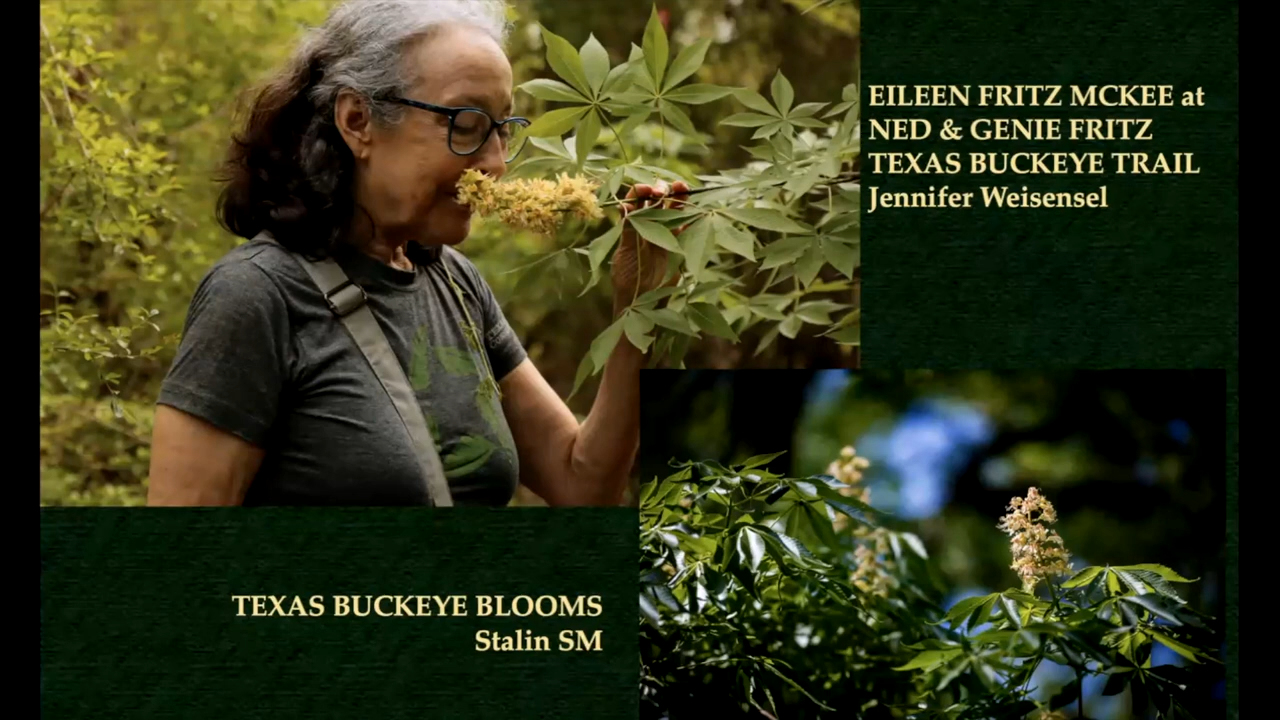 EILEEN FRITZ MCKEE at
NED & GENIE FRITZ
TEXAS BUCKEYE TRAIL
Jennifer Weisensel
TEXAS BUCKEYE BLOOMS
Stalin SM